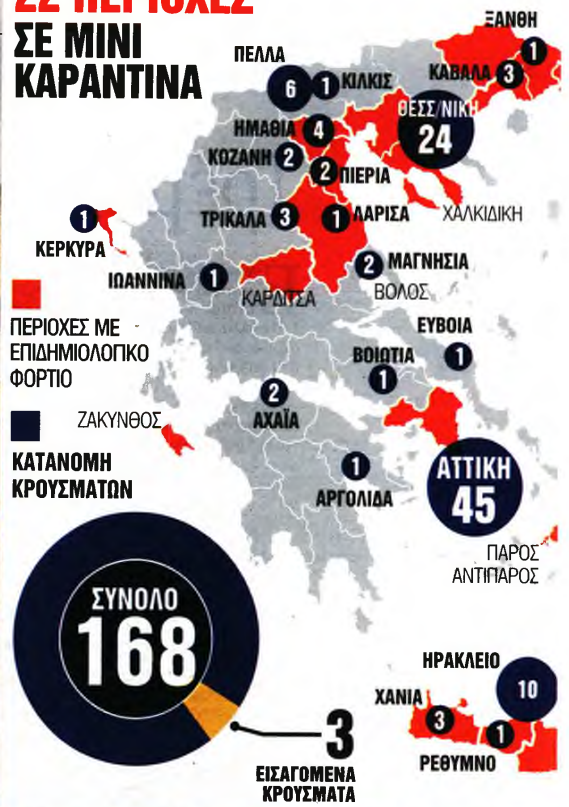 22 ΠΕΡΙΟΧΕΣ
ΣΕ ΜΙΝΙ
ΚΑΡΑΝΤΙΝΑ
ΞΑΝΘΗ
1
ΠΕΛΛΑ
6
1 ΚΙΛΚΙΣ
ΚΑΒΑΛΑ 3
ΘΕΣΣ/ΝΙΚΗ
24
ΗΜΑΘΙΑ 4
ΚΟΖΑΝΗ 2
2 ΠΙΕΡΙΑ
ΤΡΙΚΑΛΑ 3
1 ΛΑΡΙΣΑ
ΧΑΛΚΙΔΙΚΗ
1
ΚΕΡΚΥΡΑ
2 ΜΑΓΝΗΣΙΑ
ΙΩΑΝΝΙΝΑ 1
ΚΑΡΔΙΤΣΑ
ΒΟΛΟΣ
ΠΕΡΙΟΧΕΣ ΜΕ
ΕΠΙΔΗΜΙΟΛΟΓΙΚΟ
ΦΟΡΤΙΟ
ΕΥΒΟΙΑ
1
ΒΟΙΩΤΙΑ
1
2
ΑΧΑΪΑ
ΖΑΚΥΝΘΟΣ
ΚΑΤΑΝΟΜΗ
ΚΡΟΥΣΜΑΤΩΝ
1
ΑΡΓΟΛΙΔΑ
ΑΤΤΙΚΗ
45
ΠΑΡΟΣ
ΑΝΤΙΠΑΡΟΣ
ΣΥΝΟΛΟ
168
3
ΕΙΣΑΓΟΜΕΝΑ
ΚΡΟΥΣΜΑΤΑ
ΗΡΑΚΛΕΙΟ
10
ΧΑΝΙΑ
3
1
ΡΕΘΥΜΝΟ